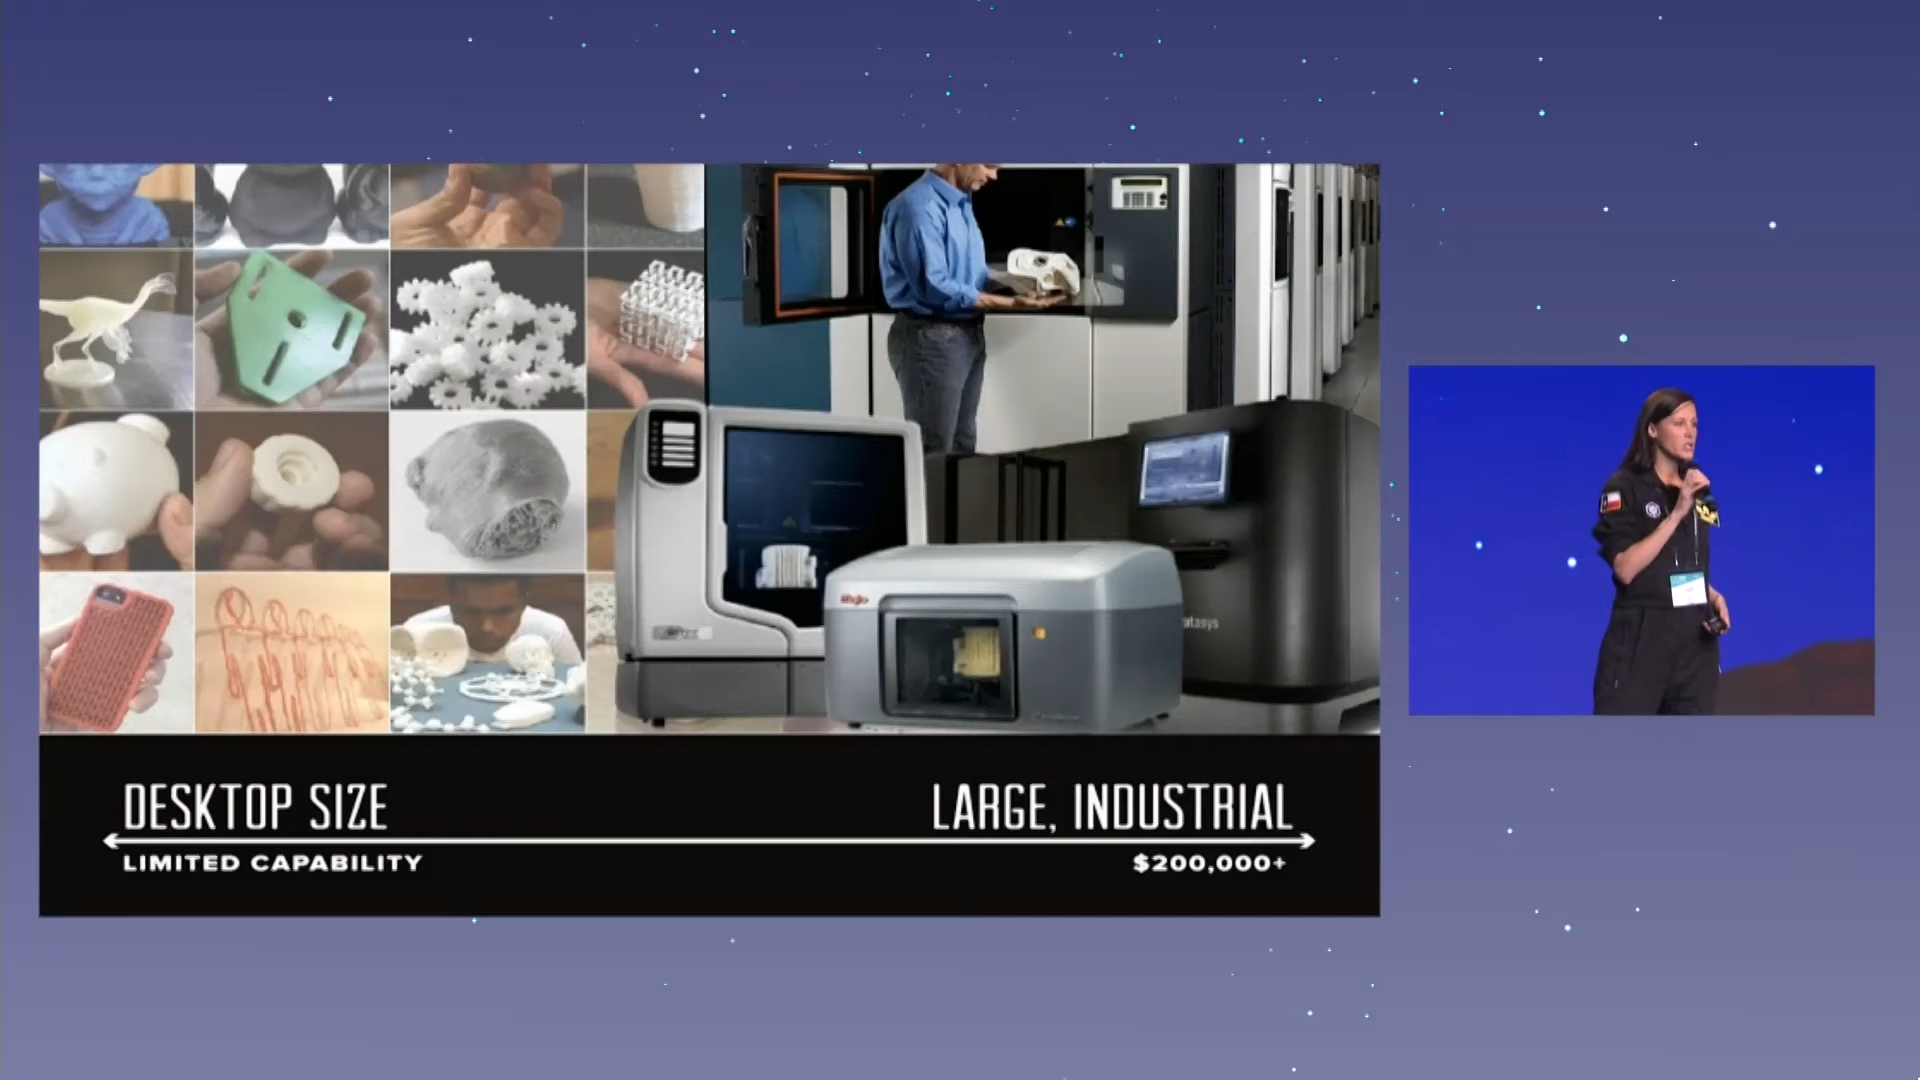 DESKTOP SIZE
LARGE, INDUSTRIAL
LIMITED CAPABILITY
$200,000+